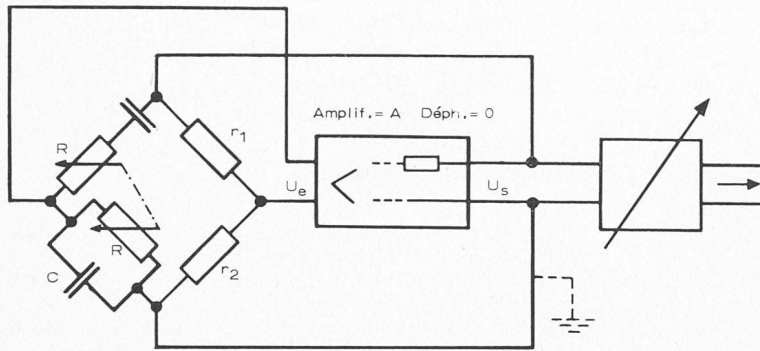 Amplif.= A Déph.= 0
R
r1
Ue
Us
R
C
r2